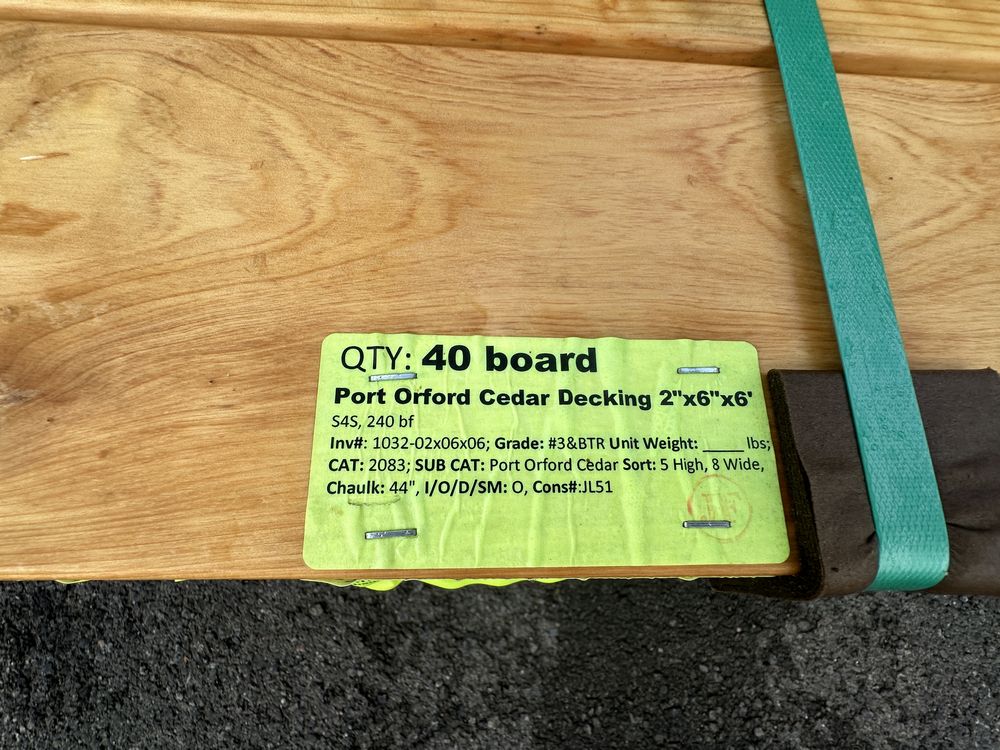 QTY: 40 board
Port Orford Cedar Decking 2"x6"x6'
S4S, 240 bf
Inv#: 1032-02x06x06; Grade: #3&BTR Unit Weight: _____ lbs;
CAT: 2083; SUB CAT: Port Orford Cedar Sort: 5 High, 8 Wide,
Chaulk: 44", I/O/D/SM: O, Cons#:JL51